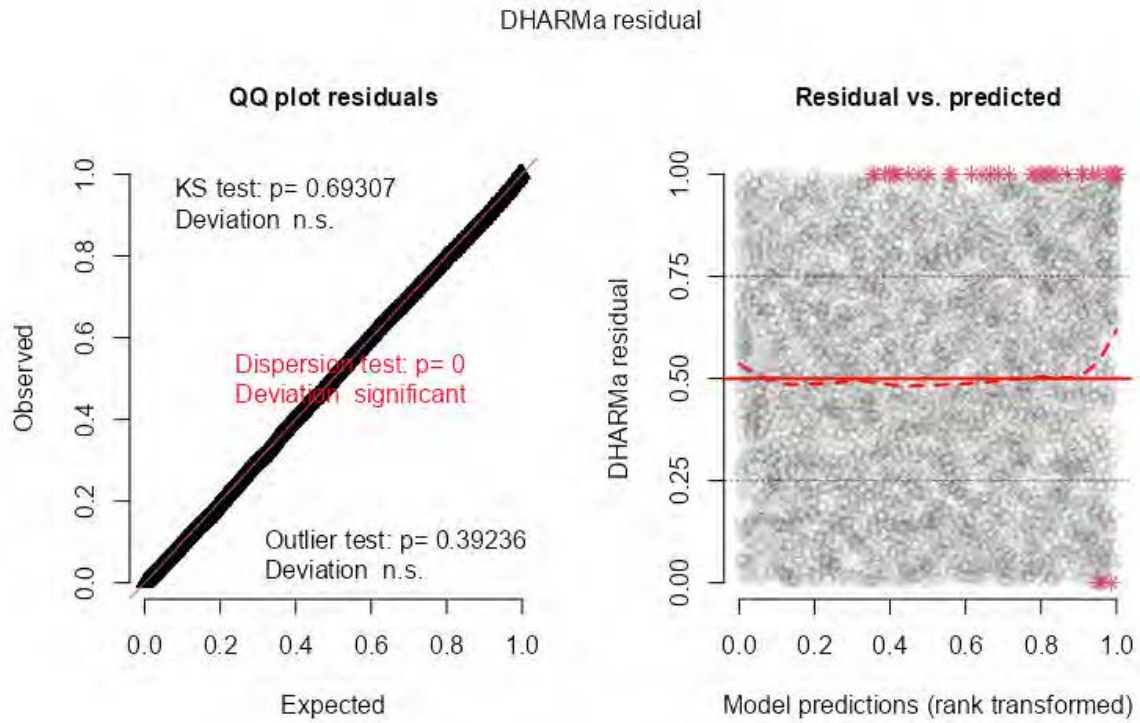 DHARMa residual
QQ plot residuals
Observed
1.0
0.8
0.6
0.4
0.2
0.0
KS test: p= 0.69307
Deviation n.s.
Dispersion test: p= 0
Deviation significant
Outlier test: p= 0.39236
Deviation n.s.
0.0 0.2 0.4 0.6 0.8 1.0
Expected
Residual vs. predicted
DHARMa residual
1.00
0.75
0.50
0.25
0.00
0.0 0.2 0.4 0.6 0.8 1.0
Model predictions (rank transformed)